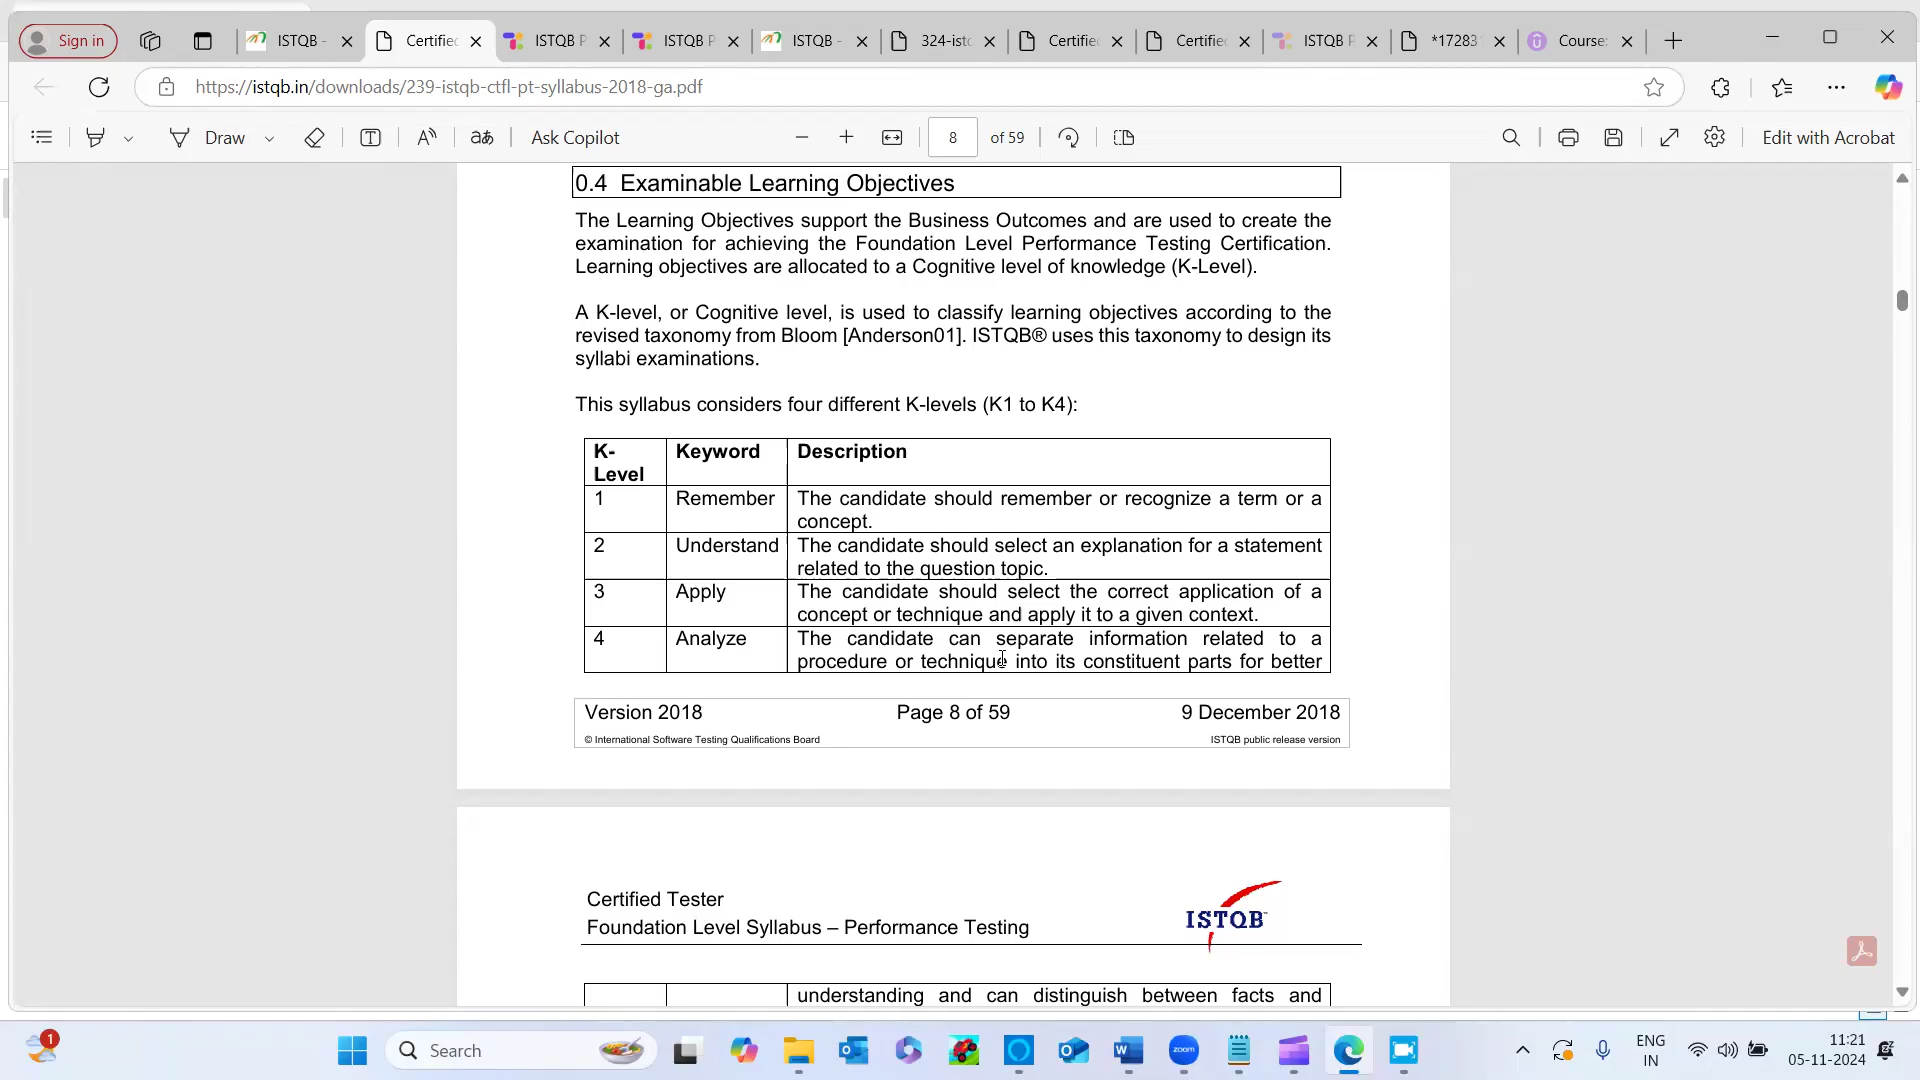 Sign in
ISTQB -
Certifie
ISTQB P
ISTQB P
ISTQB -
324-istc
Certifie
Certifie
ISTQB P
*17283
Course:
https://istqb.in/downloads/239-istqb-ctfl-pt-syllabus-2018-ga.pdf
Draw
Ask Copilot
8
of 59
Edit with Acrobat
0.4 Examinable Learning Objectives
The Learning Objectives support the Business Outcomes and are used to create the
examination for achieving the Foundation Level Performance Testing Certification.
Learning objectives are allocated to a Cognitive level of knowledge (K-Level).
A K-level, or Cognitive level, is used to classify learning objectives according to the
revised taxonomy from Bloom [Anderson01]. ISTQB® uses this taxonomy to design its
syllabi examinations.
This syllabus considers four different K-levels (K1 to K4):
K-
Level
Keyword
Description
1
Remember
The candidate should remember or recognize a term or a
concept.
2
Understand
The candidate should select an explanation for a statement
related to the question topic.
3
Apply
The candidate should select the correct application of a
concept or technique and apply it to a given context.
4
Analyze
The candidate can separate information related to a
procedure or technique into its constituent parts for better
Version 2018
Page 8 of 59
9 December 2018
© International Software Testing Qualifications Board
ISTQB public release version
Certified Tester
Foundation Level Syllabus – Performance Testing
ISTQB
understanding and can distinguish between facts and
1
Search
zoom
ENG
IN
11:21
05-11-2024